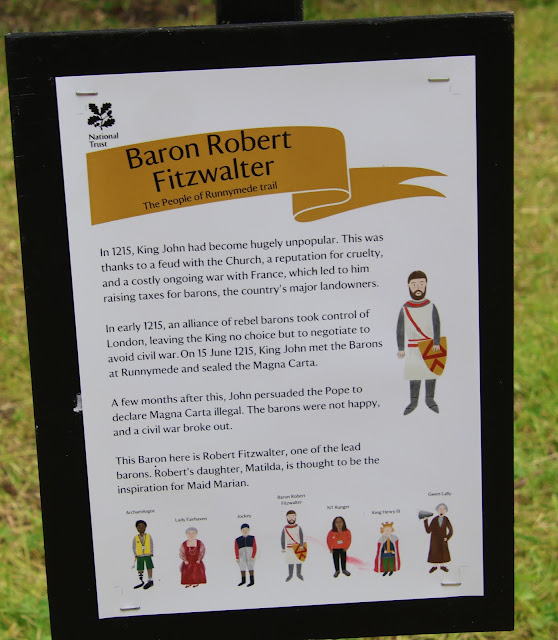 National
Trust
Baron Robert
Fitzwalter
The People of Runnymede trail
In 1215, King John had become hugely unpopular. This was
thanks to a feud with the Church, a reputation for cruelty,
and a costly ongoing war with France, which led to him
raising taxes for barons, the country's major landowners.
In early 1215, an alliance of rebel barons took control of
London, leaving the King no choice but to negotiate to
avoid civil war. On 15 June 1215, King John met the Barons
at Runnymede and sealed the Magna Carta.
A few months after this, John persuaded the Pope to
declare Magna Carta illegal. The barons were not happy,
and a civil war broke out.
This Baron here is Robert Fitzwalter, one of the lead
barons. Robert's daughter, Matilda, is thought to be the
inspiration for Maid Marian.
Archaeologist
Lady Fairhaven
Jockey
Baron Robert
Fitzwalter
NT Ranger
King Henry III
Gwen Lally